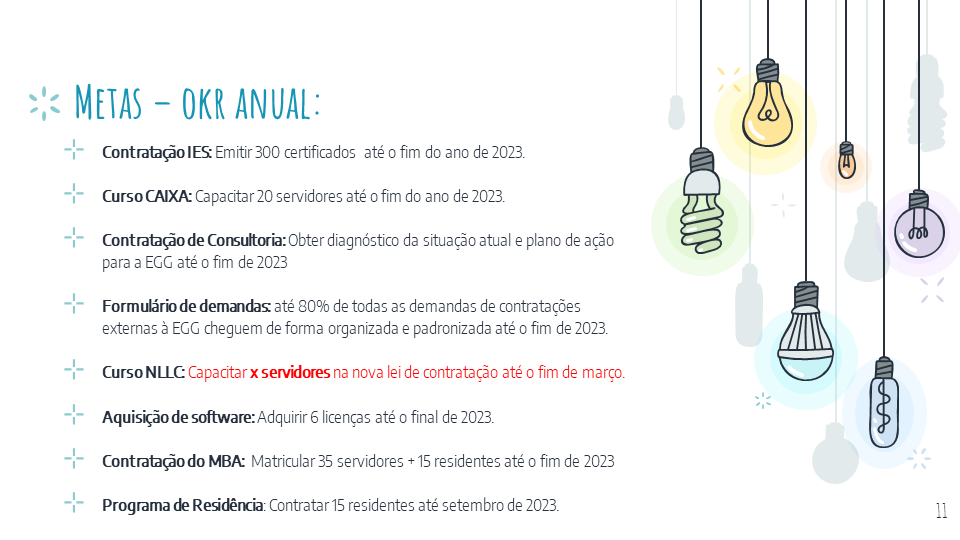 Metas – okr anual:
Contratação IES: Emitir 300 certificados até o fim do ano de 2023.
Curso CAIXA: Capacitar 20 servidores até o fim do ano de 2023.
Contratação de Consultoria: Obter diagnóstico da situação atual e plano de ação
para a EGG até o fim de 2023
Formulário de demandas: até 80% de todas as demandas de contratações
externas à EGG cheguem de forma organizada e padronizada até o fim de 2023.
Curso NLLC: Capacitar x servidores na nova lei de contratação até o fim de março.
Aquisição de software: Adquirir 6 licenças até o final de 2023.
Contratação do MBA: Matricular 35 servidores + 15 residentes até o fim de 2023
Programa de Residência: Contratar 15 residentes até setembro de 2023.
11